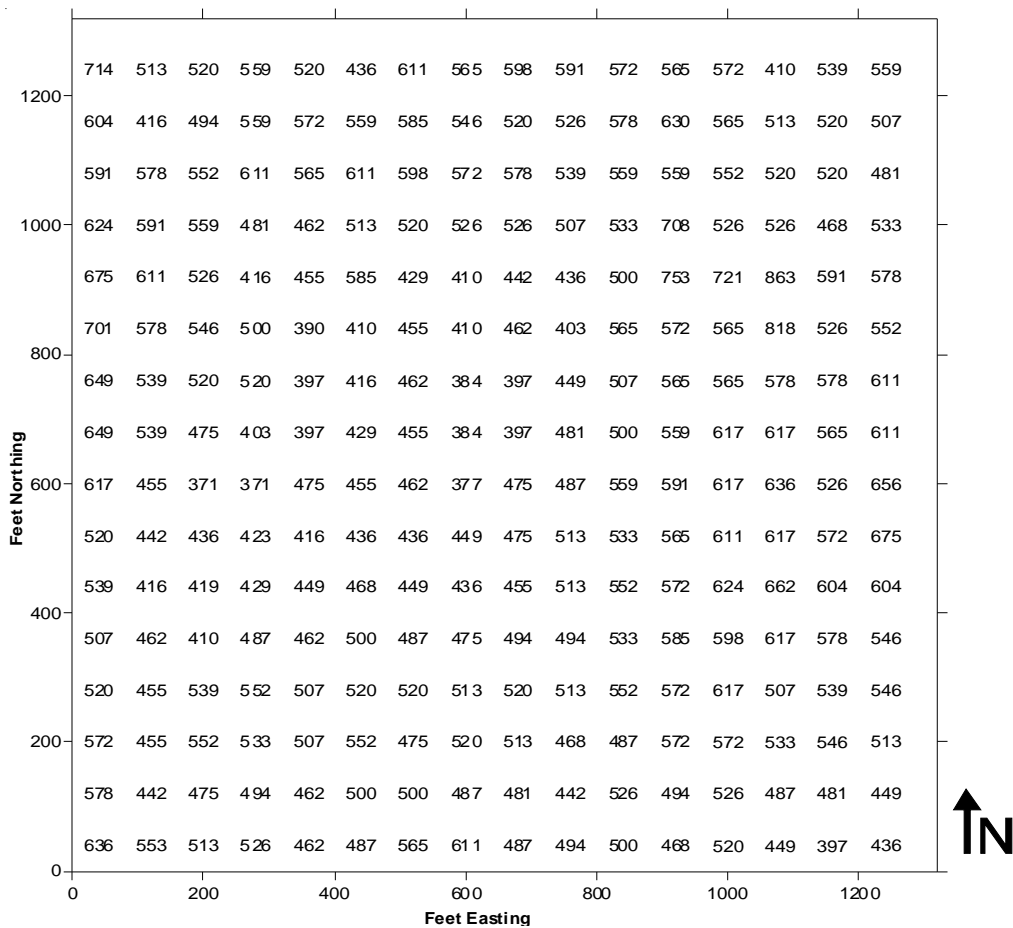 714 513 520 559 520 436 611 565 598 591 572 565 572 410 539 559
1200
604 416 494 559 572 559 585 546 520 526 578 630 565 513 520 507
591 578 552 611 565 611 598 572 578 539 559 559 552 520 520 481
1000 624 591 559 481 462 513 520 526 526 507 533 708 526 526 468 533
675 611 526 416 455 585 429 410 442 436 500 753 721 863 591 578
701 578 546 500 390 410 455 410 462 403 565 572 565 818 526 552
800
649 539 520 520 397 416 462 384 397 449 507 565 565 578 578 611
649 539 475 403 397 429 455 384 397 481 500 559 617 617 565 611
600 617 455 371 371 475 455 462 377 475 487 559 591 617 636 526 656
520 442 436 423 416 436 436 449 475 513 533 565 611 617 572 675
539 416 419 429 449 468 449 436 455 513 552 572 624 662 604 604
400
507 462 410 487 462 500 487 475 494 494 533 585 598 617 578 546
520 455 539 552 507 520 520 513 520 513 552 572 617 507 539 546
200 572 455 552 533 507 552 475 520 513 468 487 572 572 533 546 513
578 442 475 494 462 500 500 487 481 442 526 494 526 487 481 449
636 553 513 526 462 487 565 611 487 494 500 468 520 449 397 436
0
0 200 400 600 800 1000 1200
Feet Easting
Feet Northing
N